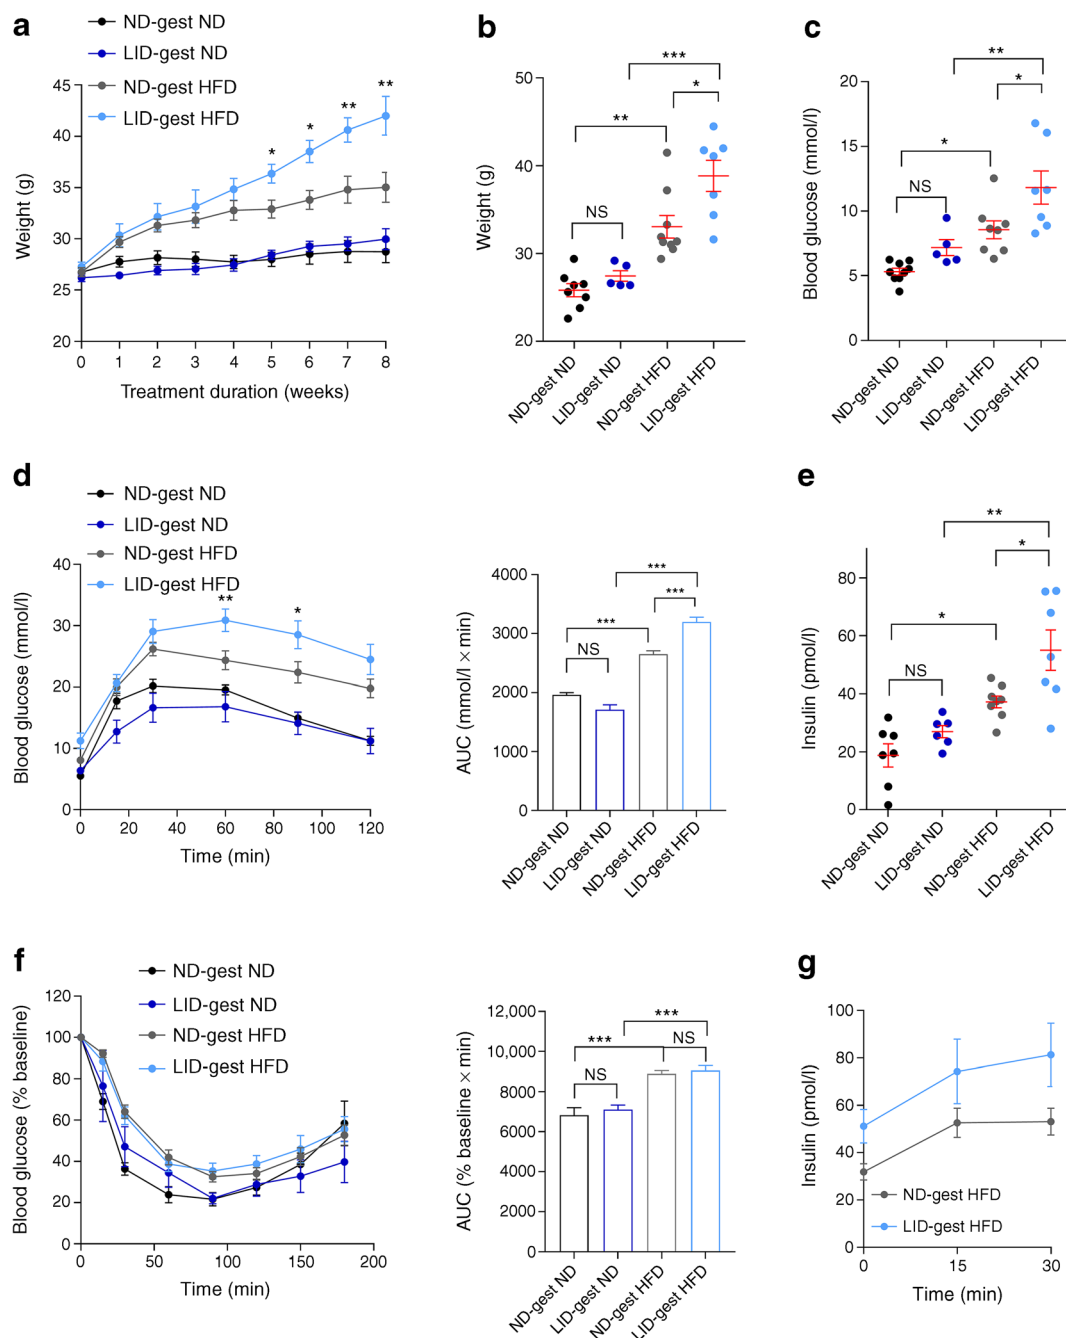 a
ND-gest ND
LID-gest ND
ND-gest HFD
LID-gest HFD
45
40
35
30
25
20
Weight (g)
* * ** **
0 1 2 3 4 5 6 7 8
Treatment duration (weeks)
b
***
*
**
NS
50
40
30
20
Weight (g)
ND-gest ND
LID-gest ND
ND-gest HFD
LID-gest HFD
c
**
*
*
NS
20
15
10
5
0
Blood glucose (mmol/l)
ND-gest ND
LID-gest ND
ND-gest HFD
LID-gest HFD
d
ND-gest ND
LID-gest ND
ND-gest HFD
LID-gest HFD
40
30
20
10
0
Blood glucose (mmol/l)
** *
0 20 40 60 80 100 120
Time (min)
4000
3000
2000
1000
0
AUC (mmol/l × min)
***
***
***
NS
ND-gest ND
LID-gest ND
ND-gest HFD
LID-gest HFD
e
**
*
*
NS
80
60
40
20
0
Insulin (pmol/l)
ND-gest ND
LID-gest ND
ND-gest HFD
LID-gest HFD
f
ND-gest ND
LID-gest ND
ND-gest HFD
LID-gest HFD
120
100
80
60
40
20
0
Blood glucose (% baseline)
0 50 100 150 200
Time (min)
12,000
10,000
8000
6000
4000
2000
0
AUC (% baseline × min)
***
***
NS
NS
ND-gest ND
LID-gest ND
ND-gest HFD
LID-gest HFD
g
100
80
60
40
20
0
Insulin (pmol/l)
ND-gest HFD
LID-gest HFD
0 15 30
Time (min)